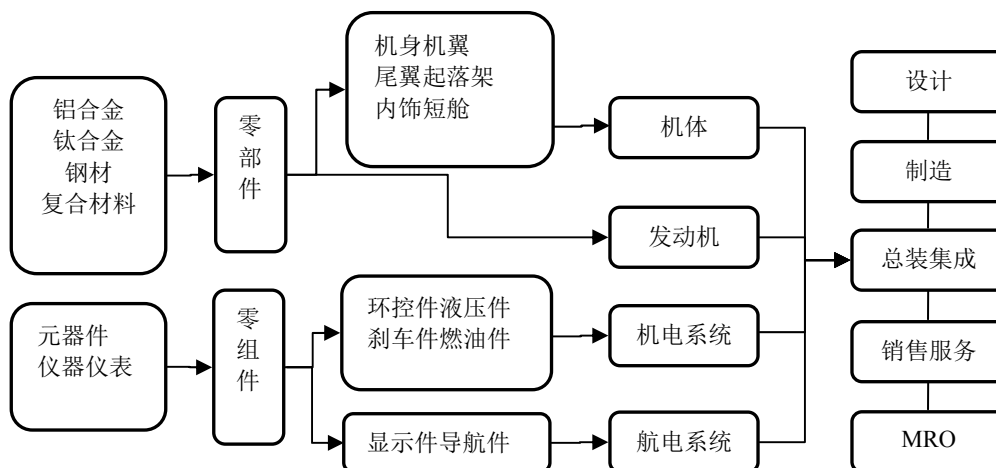 铝合金
钛合金
钢材
复合材料
零
部
件
机身机翼
尾翼起落架
内饰短舱
机体
发动机
元器件
仪器仪表
零
组
件
环控件液压件
刹车件燃油件
机电系统
显示件导航件
航电系统
设计
制造
总装集成
销售服务
MRO